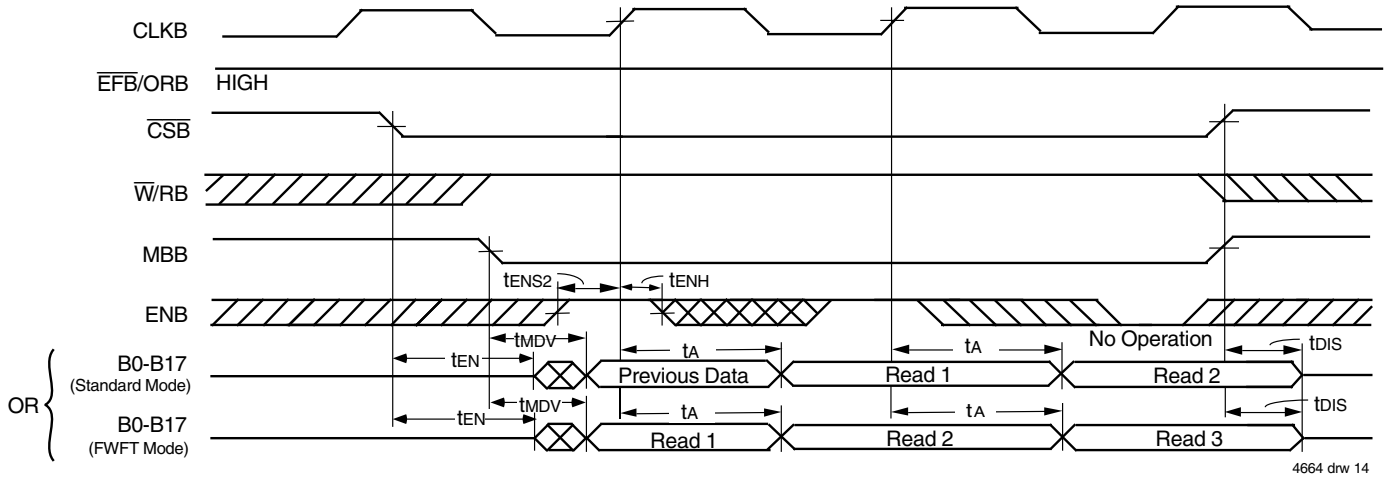 CLKB
EFB/ORB HIGH
CSB
W/RB
MBB
tENS2 tENH
ENB
No Operation
tMDV
tEN tA tA tDIS
B0-B17 Previous Data Read 1 Read 2
(Standard Mode)
OR
tMDV
tEN tA tA tDIS
B0-B17 Read 1 Read 2 Read 3
(FWFT Mode)
4664 drw 14